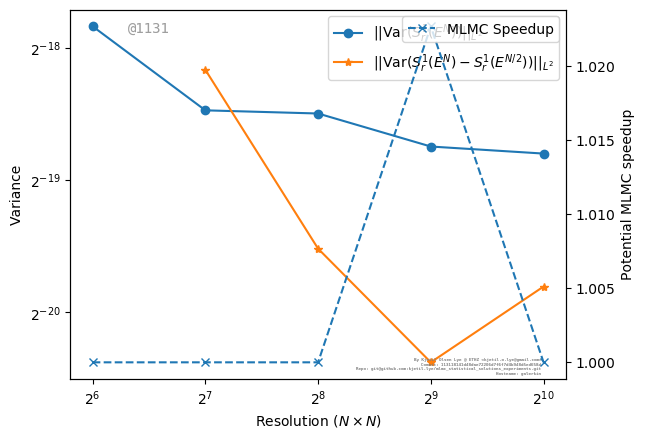 @1131
||Var(
MLMC Speedup
||Var(S_r^1(E^N) − S_r^1(E^{N/2}))||_{L^2}
2^{−18}
2^{−19}
2^{−20}
Variance
1.020
1.015
1.010
1.005
1.000
Potential MLMC speedup
2^6
2^7
2^8
2^9
2^{10}
Resolution (N × N)